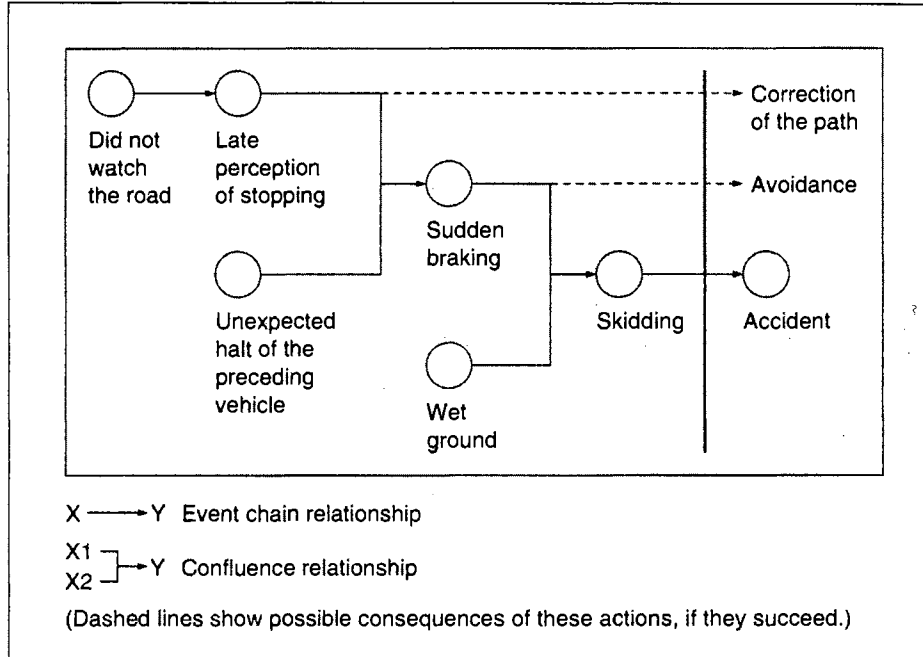 Correction
of the path
Did not
watch
the road
Late
perception
of stopping
Avoidance
Sudden
braking
Unexpected
halt of the
preceding
vehicle
Skidding
Accident
Wet
ground
X Y Event chain relationship
X1
X2
Y Confluence relationship
(Dashed lines show possible consequences of these actions, if they succeed.)